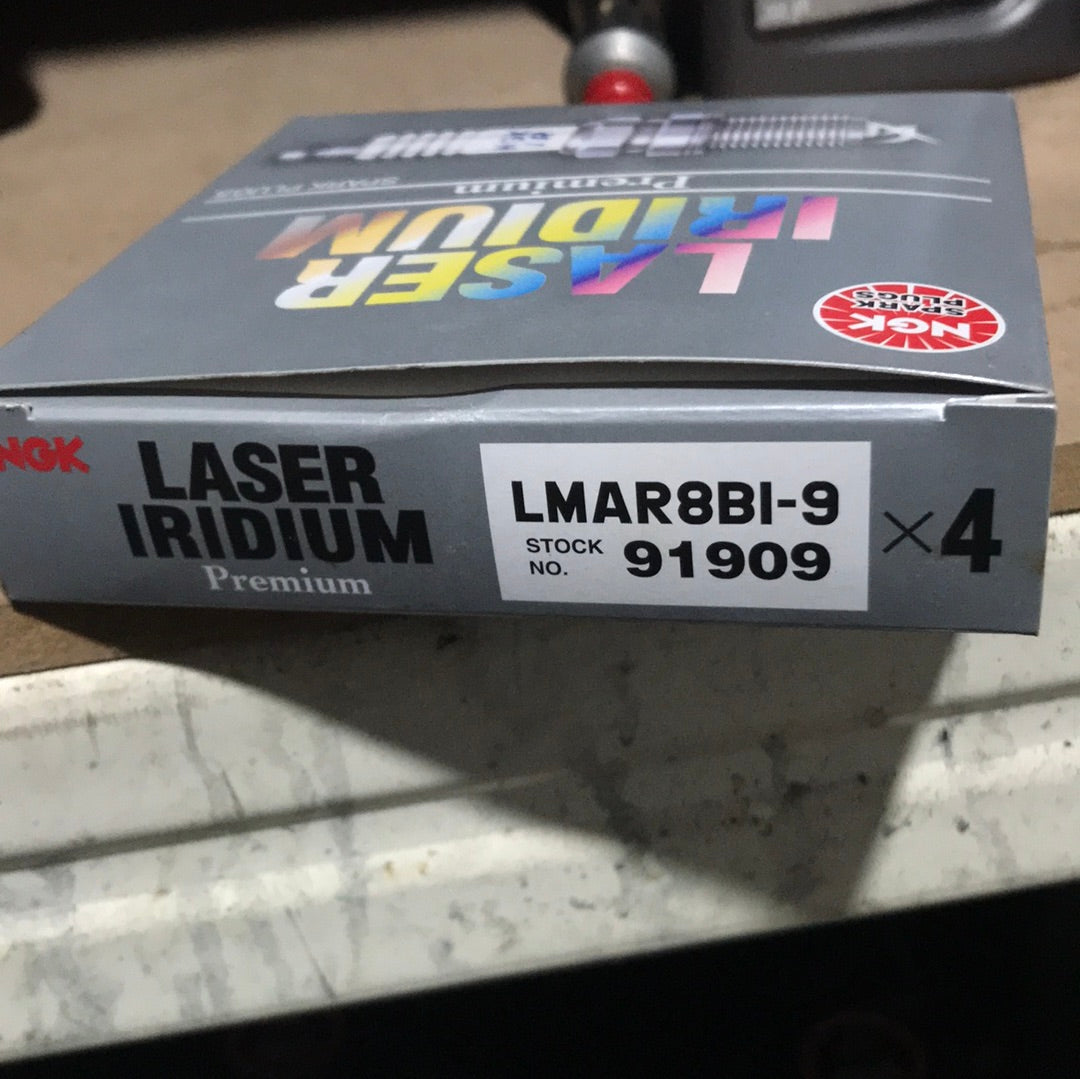 SPARK PLUGS
Premium
LASER
IRIDIUM
NGK
SPARK
PLUGS
NGK
LASER
IRIDIUM
Premium
LMAR8BI-9
STOCK
NO. 91909
×4